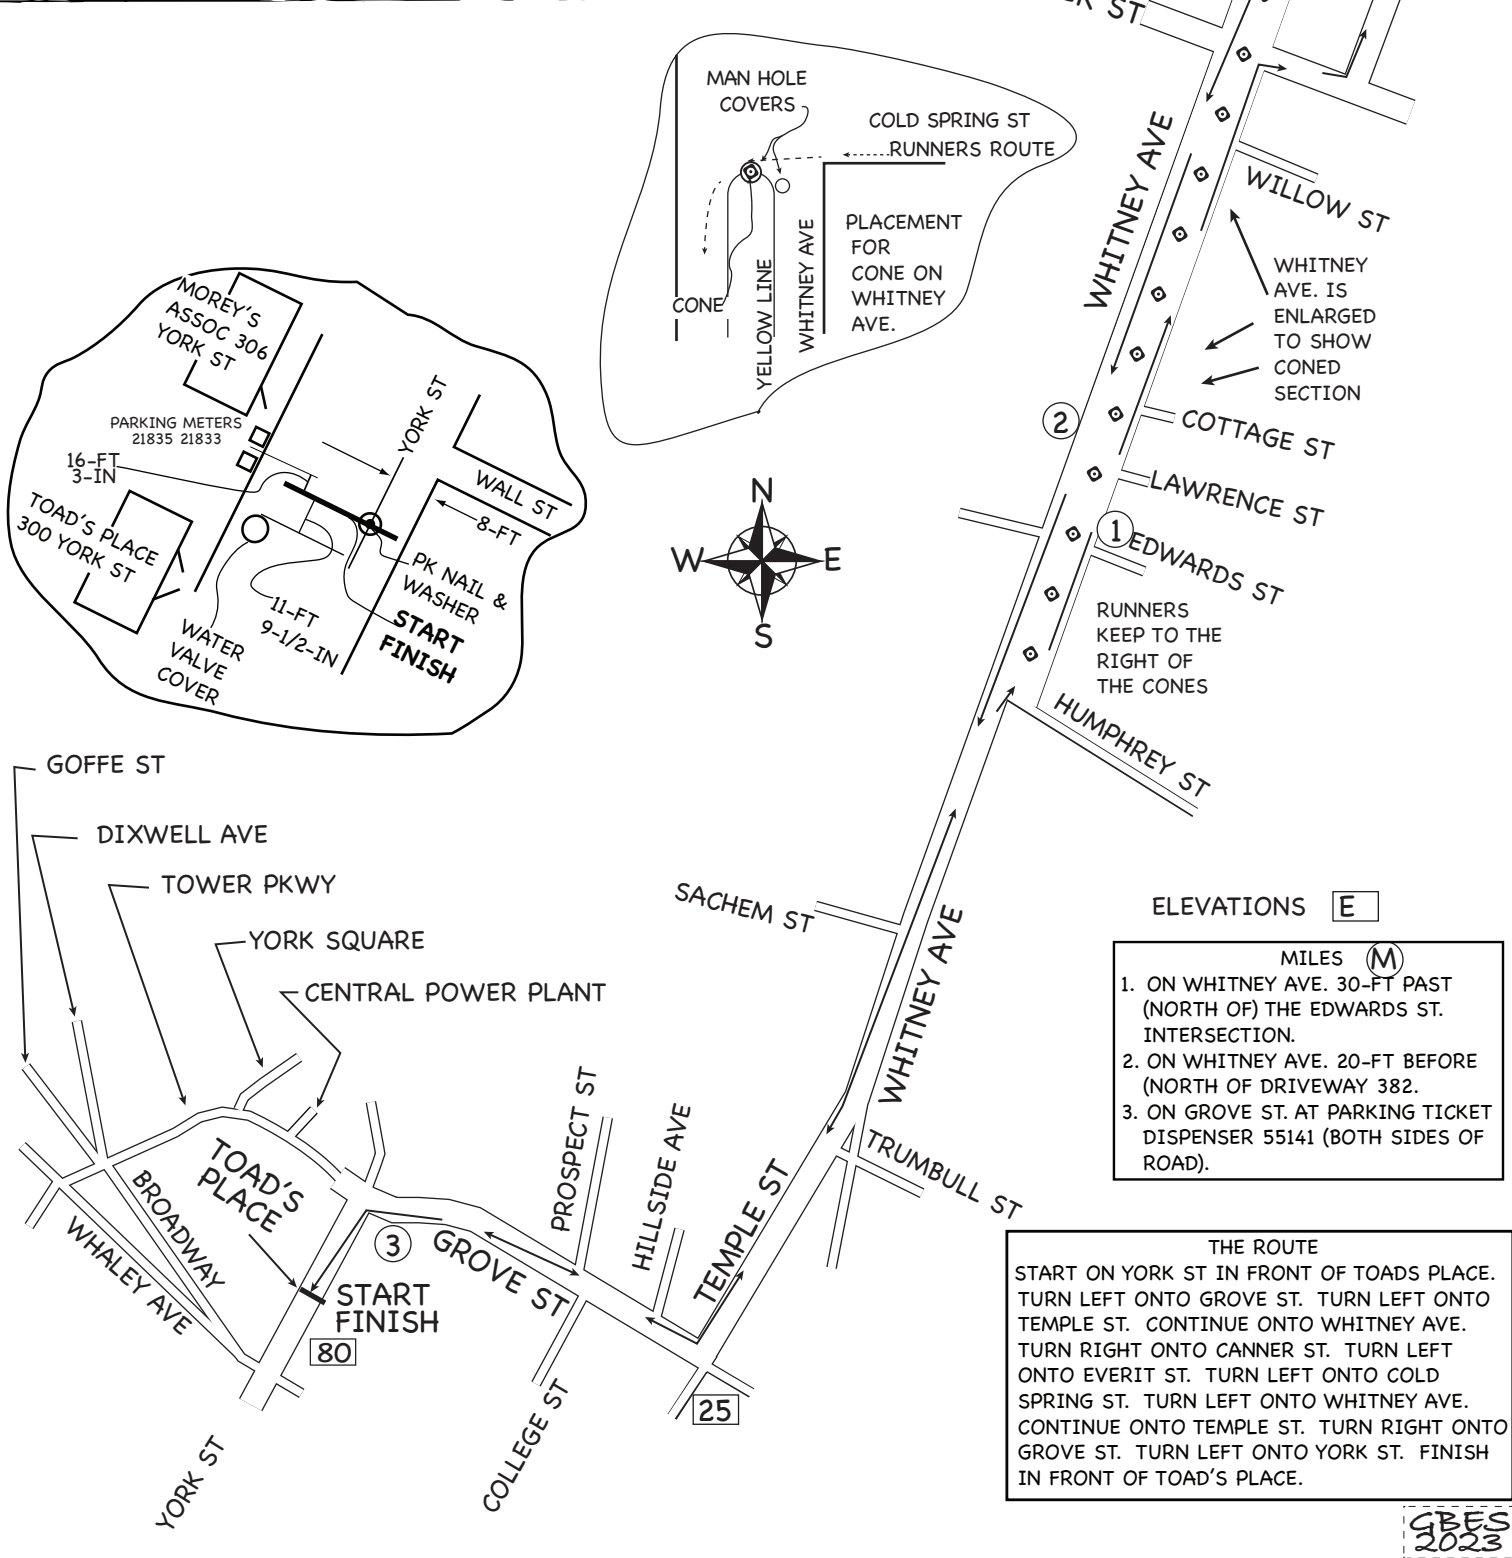 ST
MAN HOLE
COVERS
COLD SPRING ST
RUNNERS ROUTE
PLACEMENT
FOR
CONE ON
WHITNEY
AVE.
CONE
YELLOW LINE
WHITNEY AVE
WHITNEY AVE
WILLOW ST
WHITNEY
AVE. IS
ENLARGED
TO SHOW
CONED
SECTION
MOREY'S
ASSOC 306
YORK ST
PARKING METERS
21835 21833
16-FT
3-IN
TOAD'S PLACE
300 YORK ST
YORK ST
WALL ST
8-FT
PK NAIL &
WASHER
START
FINISH
11-FT
9-1/2-IN
WATER
VALVE
COVER
N
W E
S
2
COTTAGE ST
LAWRENCE ST
1
EDWARDS ST
RUNNERS
KEEP TO THE
RIGHT OF
THE CONES
HUMPHREY ST
GOFFE ST
DIXWELL AVE
TOWER PKWY
YORK SQUARE
CENTRAL POWER PLANT
SACHEM ST
WHITNEY AVE
ELEVATIONS E
MILES M
1. ON WHITNEY AVE. 30-FT PAST
(NORTH OF) THE EDWARDS ST.
INTERSECTION.
2. ON WHITNEY AVE. 20-FT BEFORE
(NORTH OF DRIVEWAY 382.
3. ON GROVE ST. AT PARKING TICKET
DISPENSER 55141 (BOTH SIDES OF
ROAD).
TOAD'S
PLACE
BROADWAY
WHALEY AVE
3
GROVE ST
PROSPECT ST
HILLSIDE AVE
TEMPLE ST
TRUMBULL ST
START
FINISH
80
25
YORK ST
COLLEGE ST
THE ROUTE
START ON YORK ST IN FRONT OF TOADS PLACE.
TURN LEFT ONTO GROVE ST. TURN LEFT ONTO
TEMPLE ST. CONTINUE ONTO WHITNEY AVE.
TURN RIGHT ONTO CANNER ST. TURN LEFT
ONTO EVERIT ST. TURN LEFT ONTO COLD
SPRING ST. TURN LEFT ONTO WHITNEY AVE.
CONTINUE ONTO TEMPLE ST. TURN RIGHT ONTO
GROVE ST. TURN LEFT ONTO YORK ST. FINISH
IN FRONT OF TOAD'S PLACE.
GBES
2023